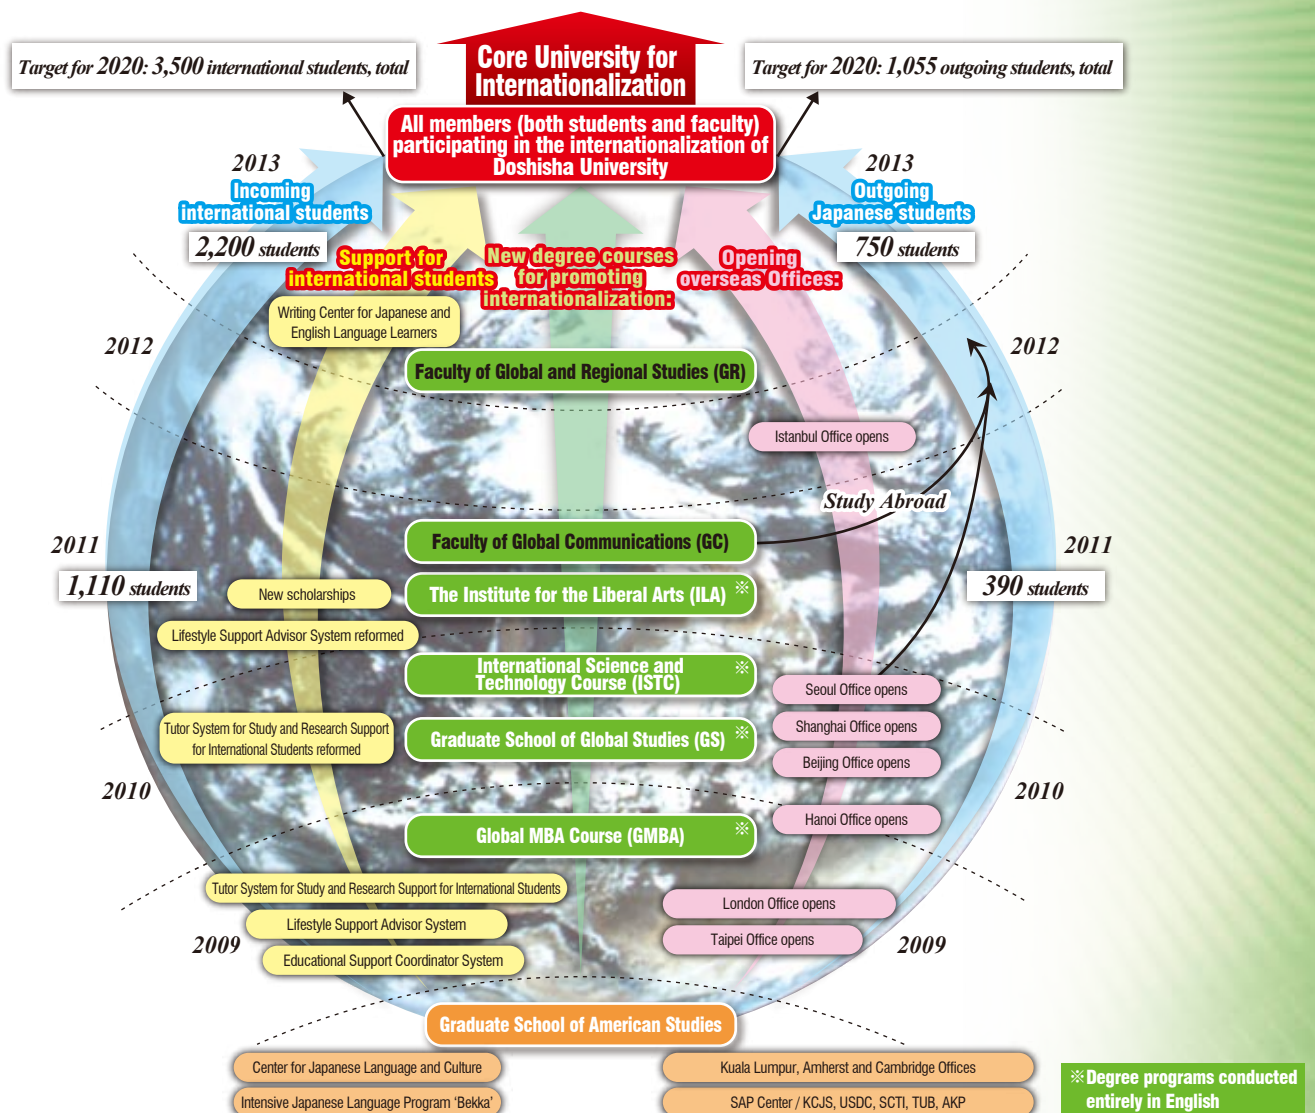 Core University for
Internationalization
Target for 2020: 3,500 international students, total
Target for 2020: 1,055 outgoing students, total
All members (both students and faculty)
participating in the internationalization of
Doshisha University
2013
Incoming
international students
2,200 students
2013
Outgoing
Japanese students
750 students
Support for
international students
New degree courses
for promoting
internationalization:
Opening
overseas Offices:
Writing Center for Japanese and
English Language Learners
2012
2012
Faculty of Global and Regional Studies (GR)
Istanbul Office opens
Study Abroad
2011
1,110 students
2011
390 students
Faculty of Global Communications (GC)
New scholarships
The Institute for the Liberal Arts (ILA) ※
Lifestyle Support Advisor System reformed
International Science and
Technology Course (ISTC) ※
Seoul Office opens
Tutor System for Study and Research Support
for International Students reformed
Graduate School of Global Studies (GS) ※
Shanghai Office opens
Beijing Office opens
2010
2010
Hanoi Office opens
Global MBA Course (GMBA) ※
Tutor System for Study and Research Support for International Students
London Office opens
Lifestyle Support Advisor System
Taipei Office opens
2009
2009
Educational Support Coordinator System
Graduate School of American Studies
Center for Japanese Language and Culture
Kuala Lumpur, Amherst and Cambridge Offices
Intensive Japanese Language Program ‘Bekka’
SAP Center / KCJS, USDC, SCTI, TUB, AKP
※Degree programs conducted
entirely in English